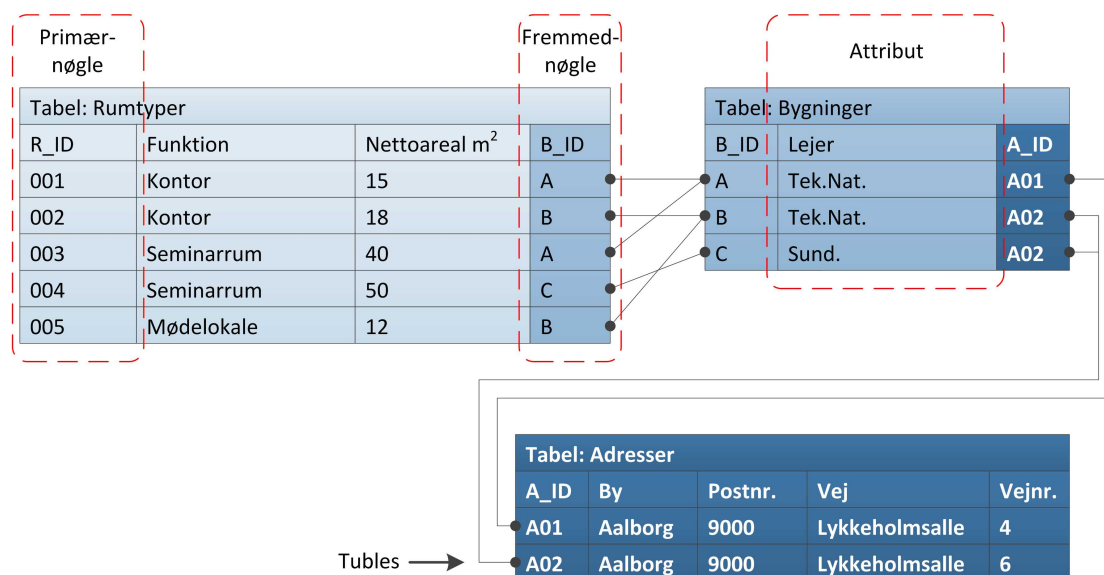 Primær-
nøgle
Fremmed-
nøgle
Attribut
Tabel: Rumtyper
R_ID Funktion Nettoareal m² B_ID
001 Kontor 15 A
002 Kontor 18 B
003 Seminarrum 40 A
004 Seminarrum 50 C
005 Mødelokale 12 B
Tabel: Bygninger
B_ID Lejer A_ID
A Tek.Nat. A01
B Tek.Nat. A02
C Sund. A02
Tabel: Adresser
A_ID By Postnr. Vej Vejnr.
A01 Aalborg 9000 Lykkeholmsalle 4
Tubles
A02 Aalborg 9000 Lykkeholmsalle 6